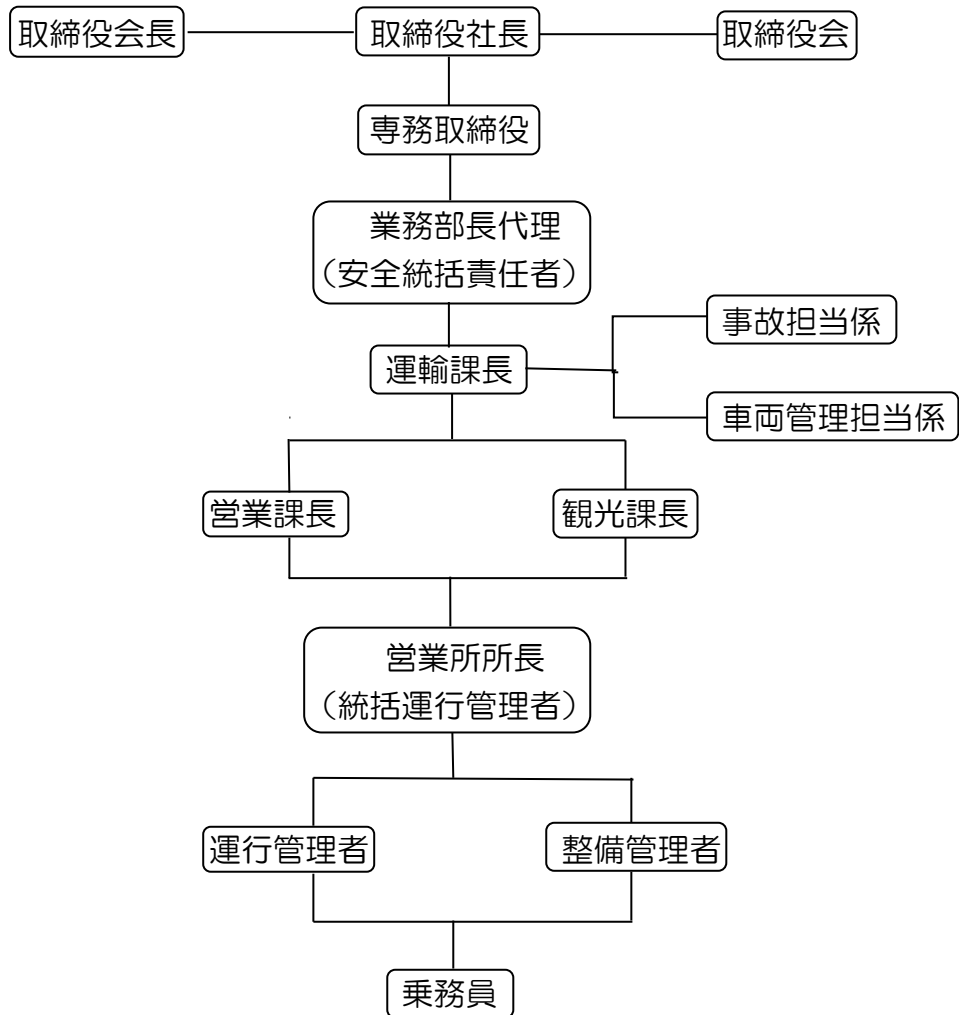 取締役会長
取締役社長
取締役会
専務取締役
業務部長代理
（安全統括責任者）
事故担当係
運輸課長
車両管理担当係
営業課長
観光課長
営業所所長
（統括運行管理者）
運行管理者
整備管理者
乗務員